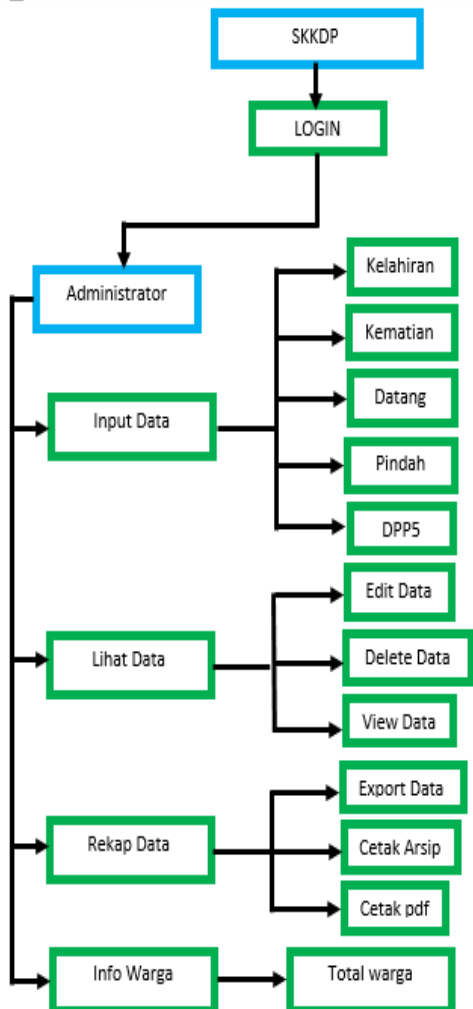 SKKDP
LOGIN
Administrator
Input Data
Kelahiran
Kematian
Datang
Pindah
DPP5
Lihat Data
Edit Data
Delete Data
View Data
Rekap Data
Export Data
Cetak Arsip
Cetak pdf
Info Warga
Total warga